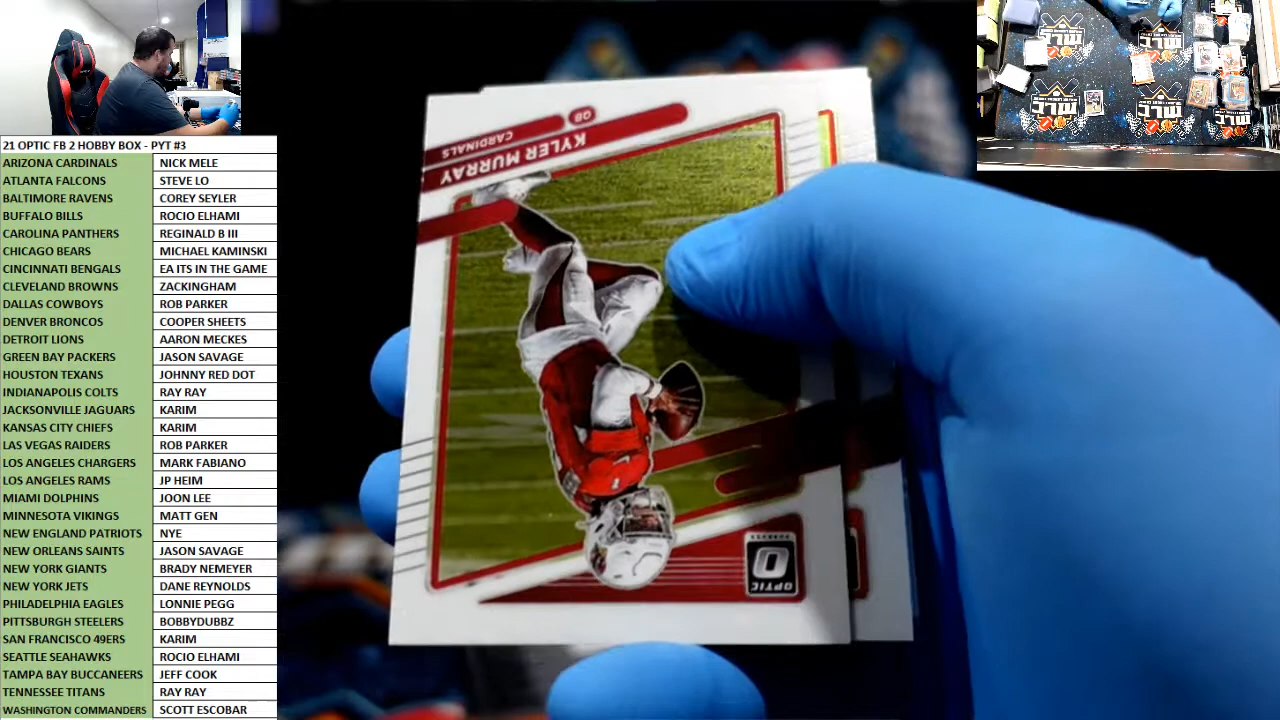 21 OPTIC FB 2 HOBBY BOX - PYT #3
ARIZONA CARDINALS NICK MELE
ATLANTA FALCONS STEVE LO
BALTIMORE RAVENS COREY SEYLER
BUFFALO BILLS ROCIO ELHAMI
CAROLINA PANTHERS REGINALD B III
CHICAGO BEARS MICHAEL KAMINSKI
CINCINNATI BENGALS EA ITS IN THE GAME
CLEVELAND BROWNS ZACKINGHAM
DALLAS COWBOYS ROB PARKER
DENVER BRONCOS COOPER SHEETS
DETROIT LIONS AARON MECKES
GREEN BAY PACKERS JASON SAVAGE
HOUSTON TEXANS JOHNNY RED DOT
INDIANAPOLIS COLTS RAY RAY
JACKSONVILLE JAGUARS KARIM
KANSAS CITY CHIEFS KARIM
LAS VEGAS RAIDERS ROB PARKER
LOS ANGELES CHARGERS MARK FABIANO
LOS ANGELES RAMS JP HEIM
MIAMI DOLPHINS JOON LEE
MINNESOTA VIKINGS MATT GEN
NEW ENGLAND PATRIOTS NYE
NEW ORLEANS SAINTS JASON SAVAGE
NEW YORK GIANTS BRADY NEMEYER
NEW YORK JETS DANE REYNOLDS
PHILADELPHIA EAGLES LONNIE PEGG
PITTSBURGH STEELERS BOBBYDUBBZ
SAN FRANCISCO 49ERS KARIM
SEATTLE SEAHAWKS ROCIO ELHAMI
TAMPA BAY BUCCANEERS JEFF COOK
TENNESSEE TITANS RAY RAY
WASHINGTON COMMANDERS SCOTT ESCOBAR
QB
CARDINALS
KYLER MURRAY
DONRUSS
O
OPTIC